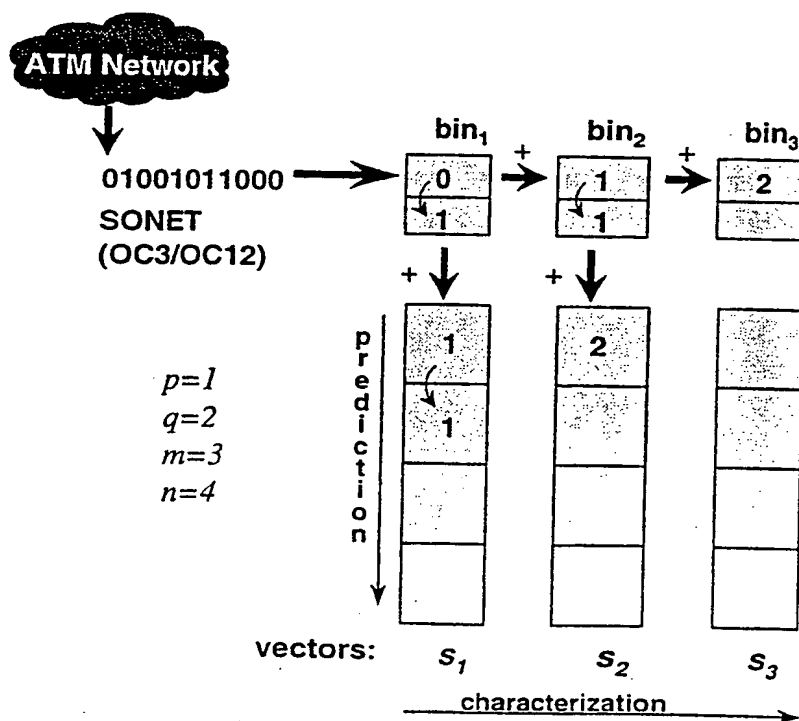 ATM Network
bin₁ bin₂ bin₃
+ +
01001011000 0 1 2
SONET 1 1
(OC3/OC12)
+ +
prediction
1 2
1
p=1
q=2
m=3
n=4
vectors: s₁ s₂ s₃
characterization